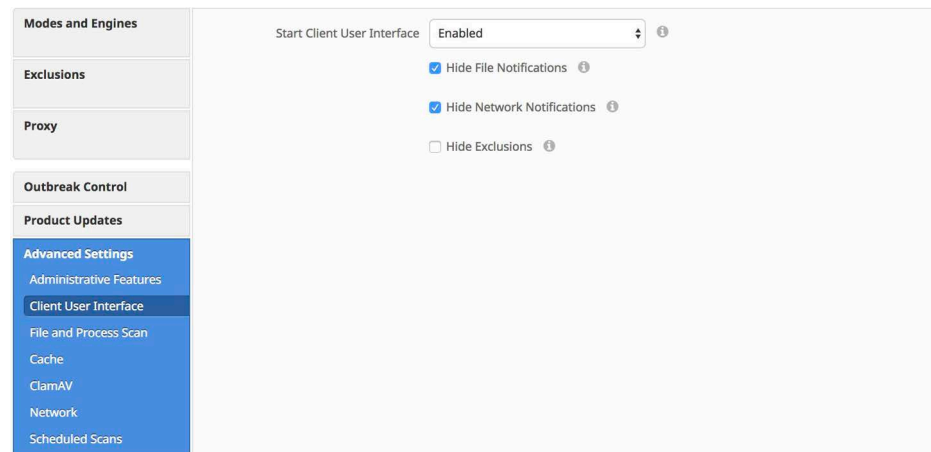 Modes and Engines
Exclusions
Proxy
Outbreak Control
Product Updates
Advanced Settings
Administrative Features
Client User Interface
File and Process Scan
Cache
ClamAV
Network
Scheduled Scans
Start Client User Interface Enabled
Hide File Notifications
Hide Network Notifications
Hide Exclusions